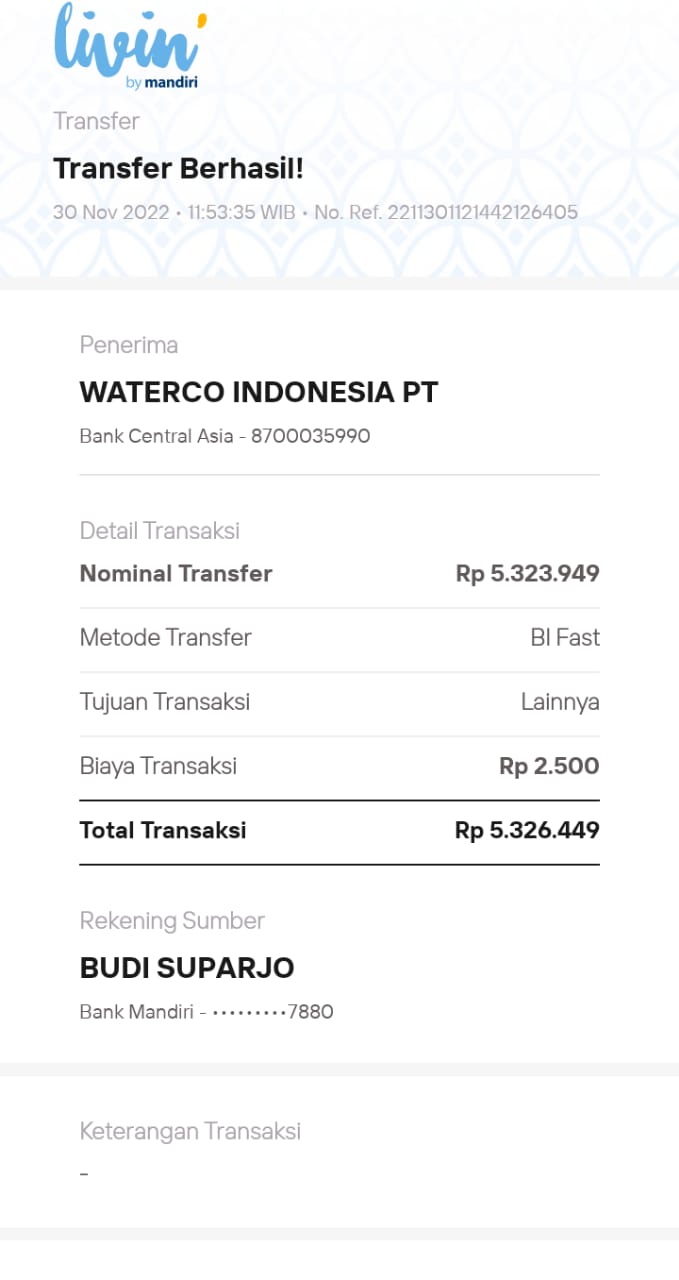 livin'
by mandiri
Transfer
Transfer Berhasil!
30 Nov 2022 • 11:53:35 WIB • No. Ref. 2211301121442126405
Penerima
WATERCO INDONESIA PT
Bank Central Asia - 8700035990
Detail Transaksi
Nominal Transfer Rp 5.323.949
Metode Transfer BI Fast
Tujuan Transaksi Lainnya
Biaya Transaksi Rp 2.500
Total Transaksi Rp 5.326.449
Rekening Sumber
BUDI SUPARJO
Bank Mandiri - •••••••••7880
Keterangan Transaksi
-